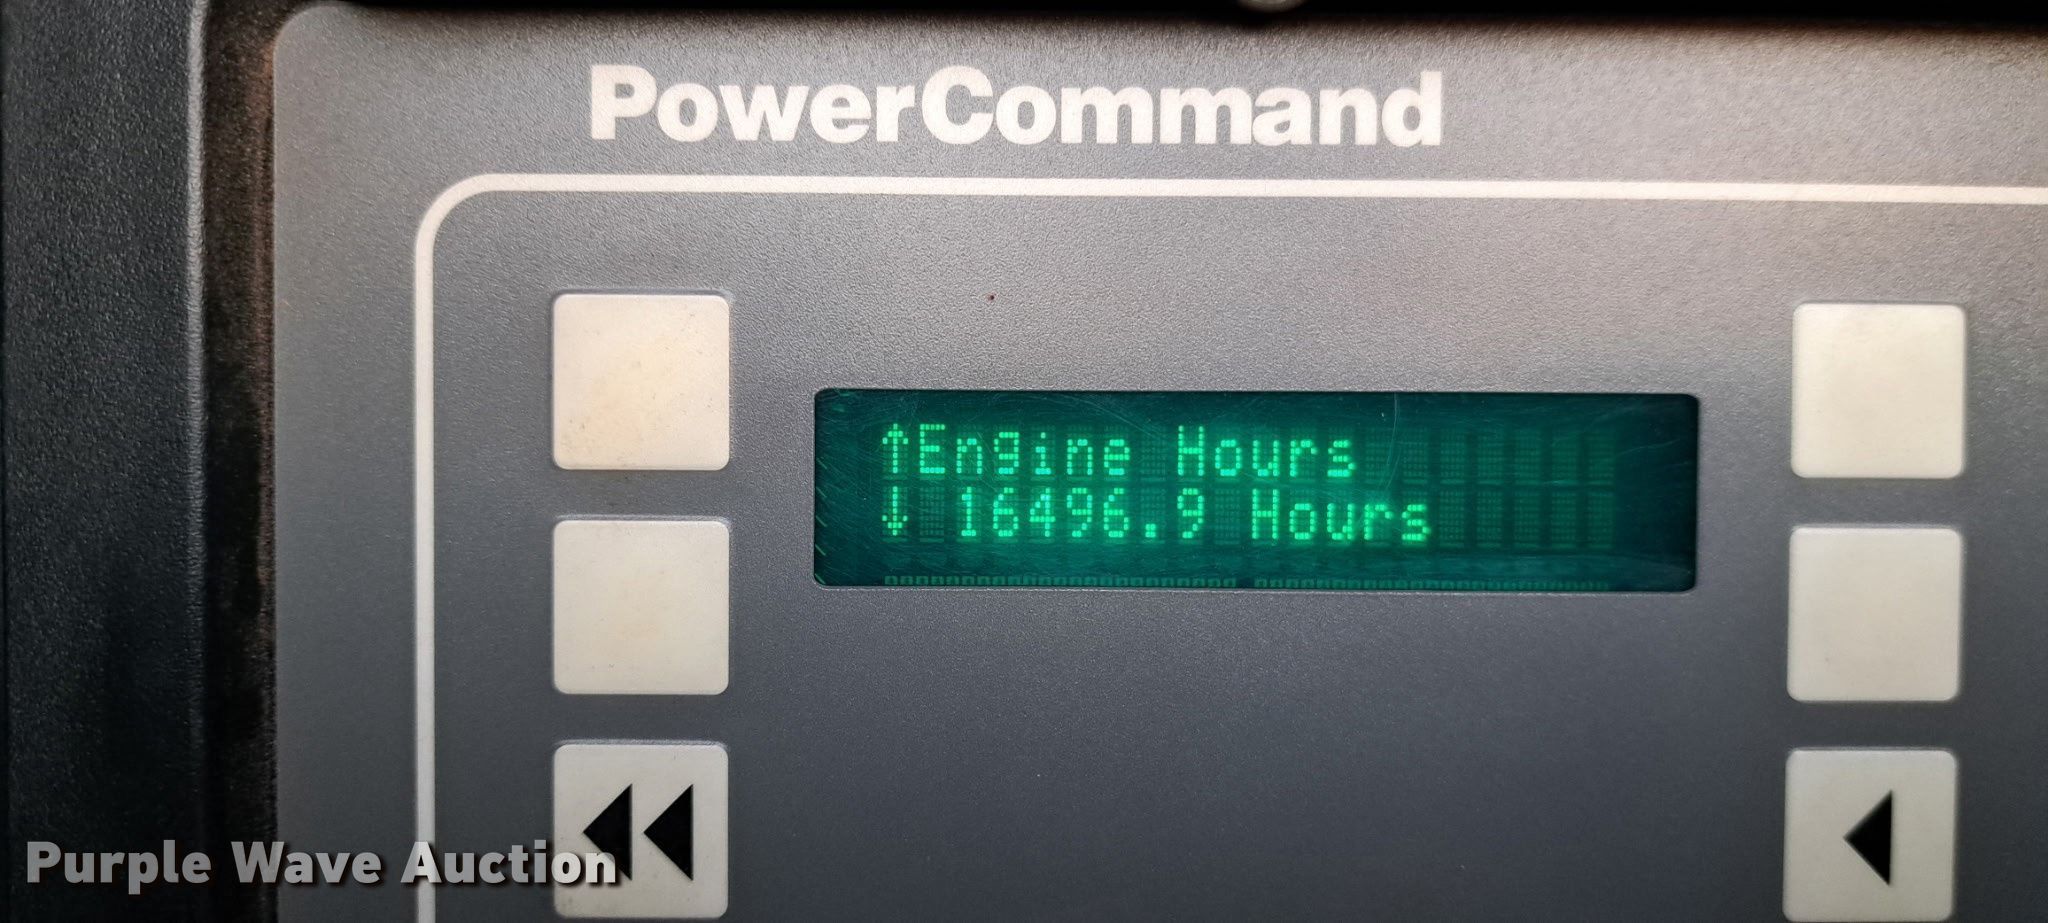 PowerCommand
↑Engine Hours
↓ 16496.9 Hours
Purple Wave Auction